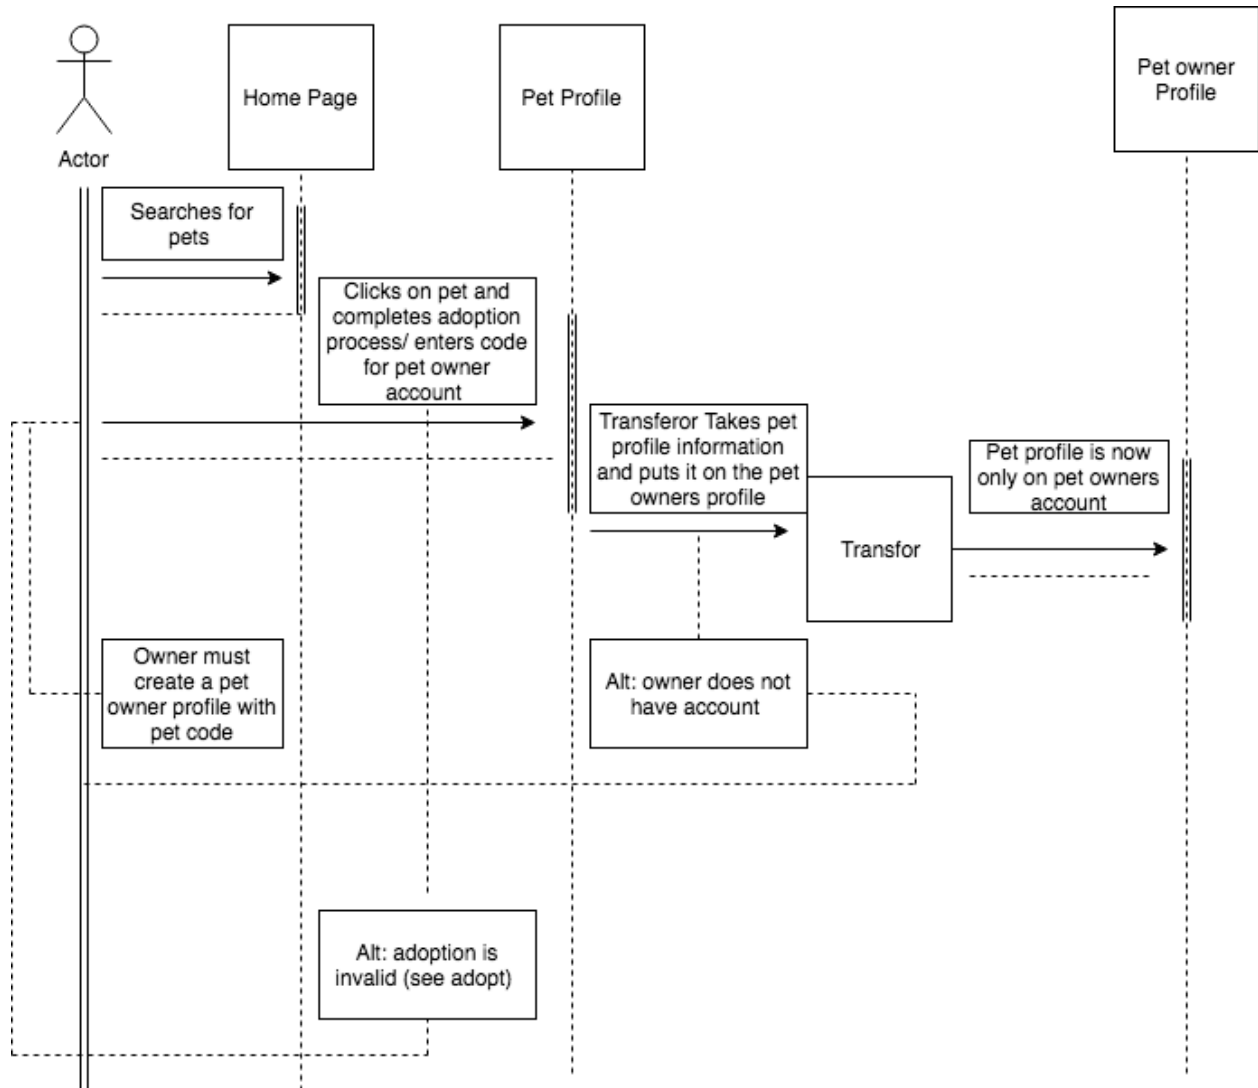 Actor
Home Page
Pet Profile
Pet owner
Profile
Searches for
pets
Clicks on pet and
completes adoption
process/ enters code
for pet owner
account
Transferor Takes pet
profile information
and puts it on the pet
owners profile
Transfor
Pet profile is now
only on pet owners
account
Owner must
create a pet
owner profile with
pet code
Alt: owner does not
have account
Alt: adoption is
invalid (see adopt)